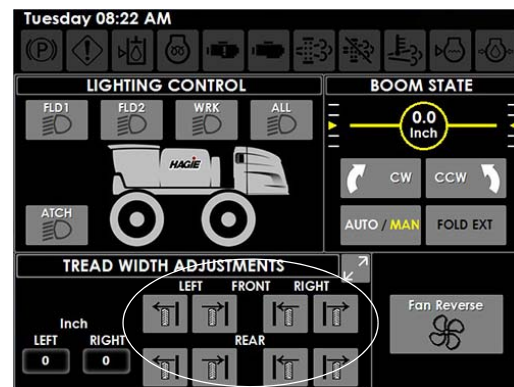 Tuesday 08:22 AM
(P)
LIGHTING CONTROL
FLD1 FLD2 WRK ALL
HAGIE
ATCH
BOOM STATE
0.0
Inch
CW CCW
AUTO / MAN FOLD EXT
TREAD WIDTH ADJUSTMENTS
LEFT FRONT RIGHT
Inch
LEFT RIGHT
0 0
REAR
Fan Reverse